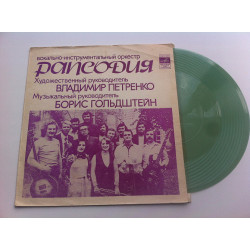 вокально-инструментальный оркестр
РАПСОДИЯ
Художественный руководитель
ВЛАДИМИР ПЕТРЕНКО
Музыкальный руководитель
БОРИС ГОЛЬДШТЕЙН